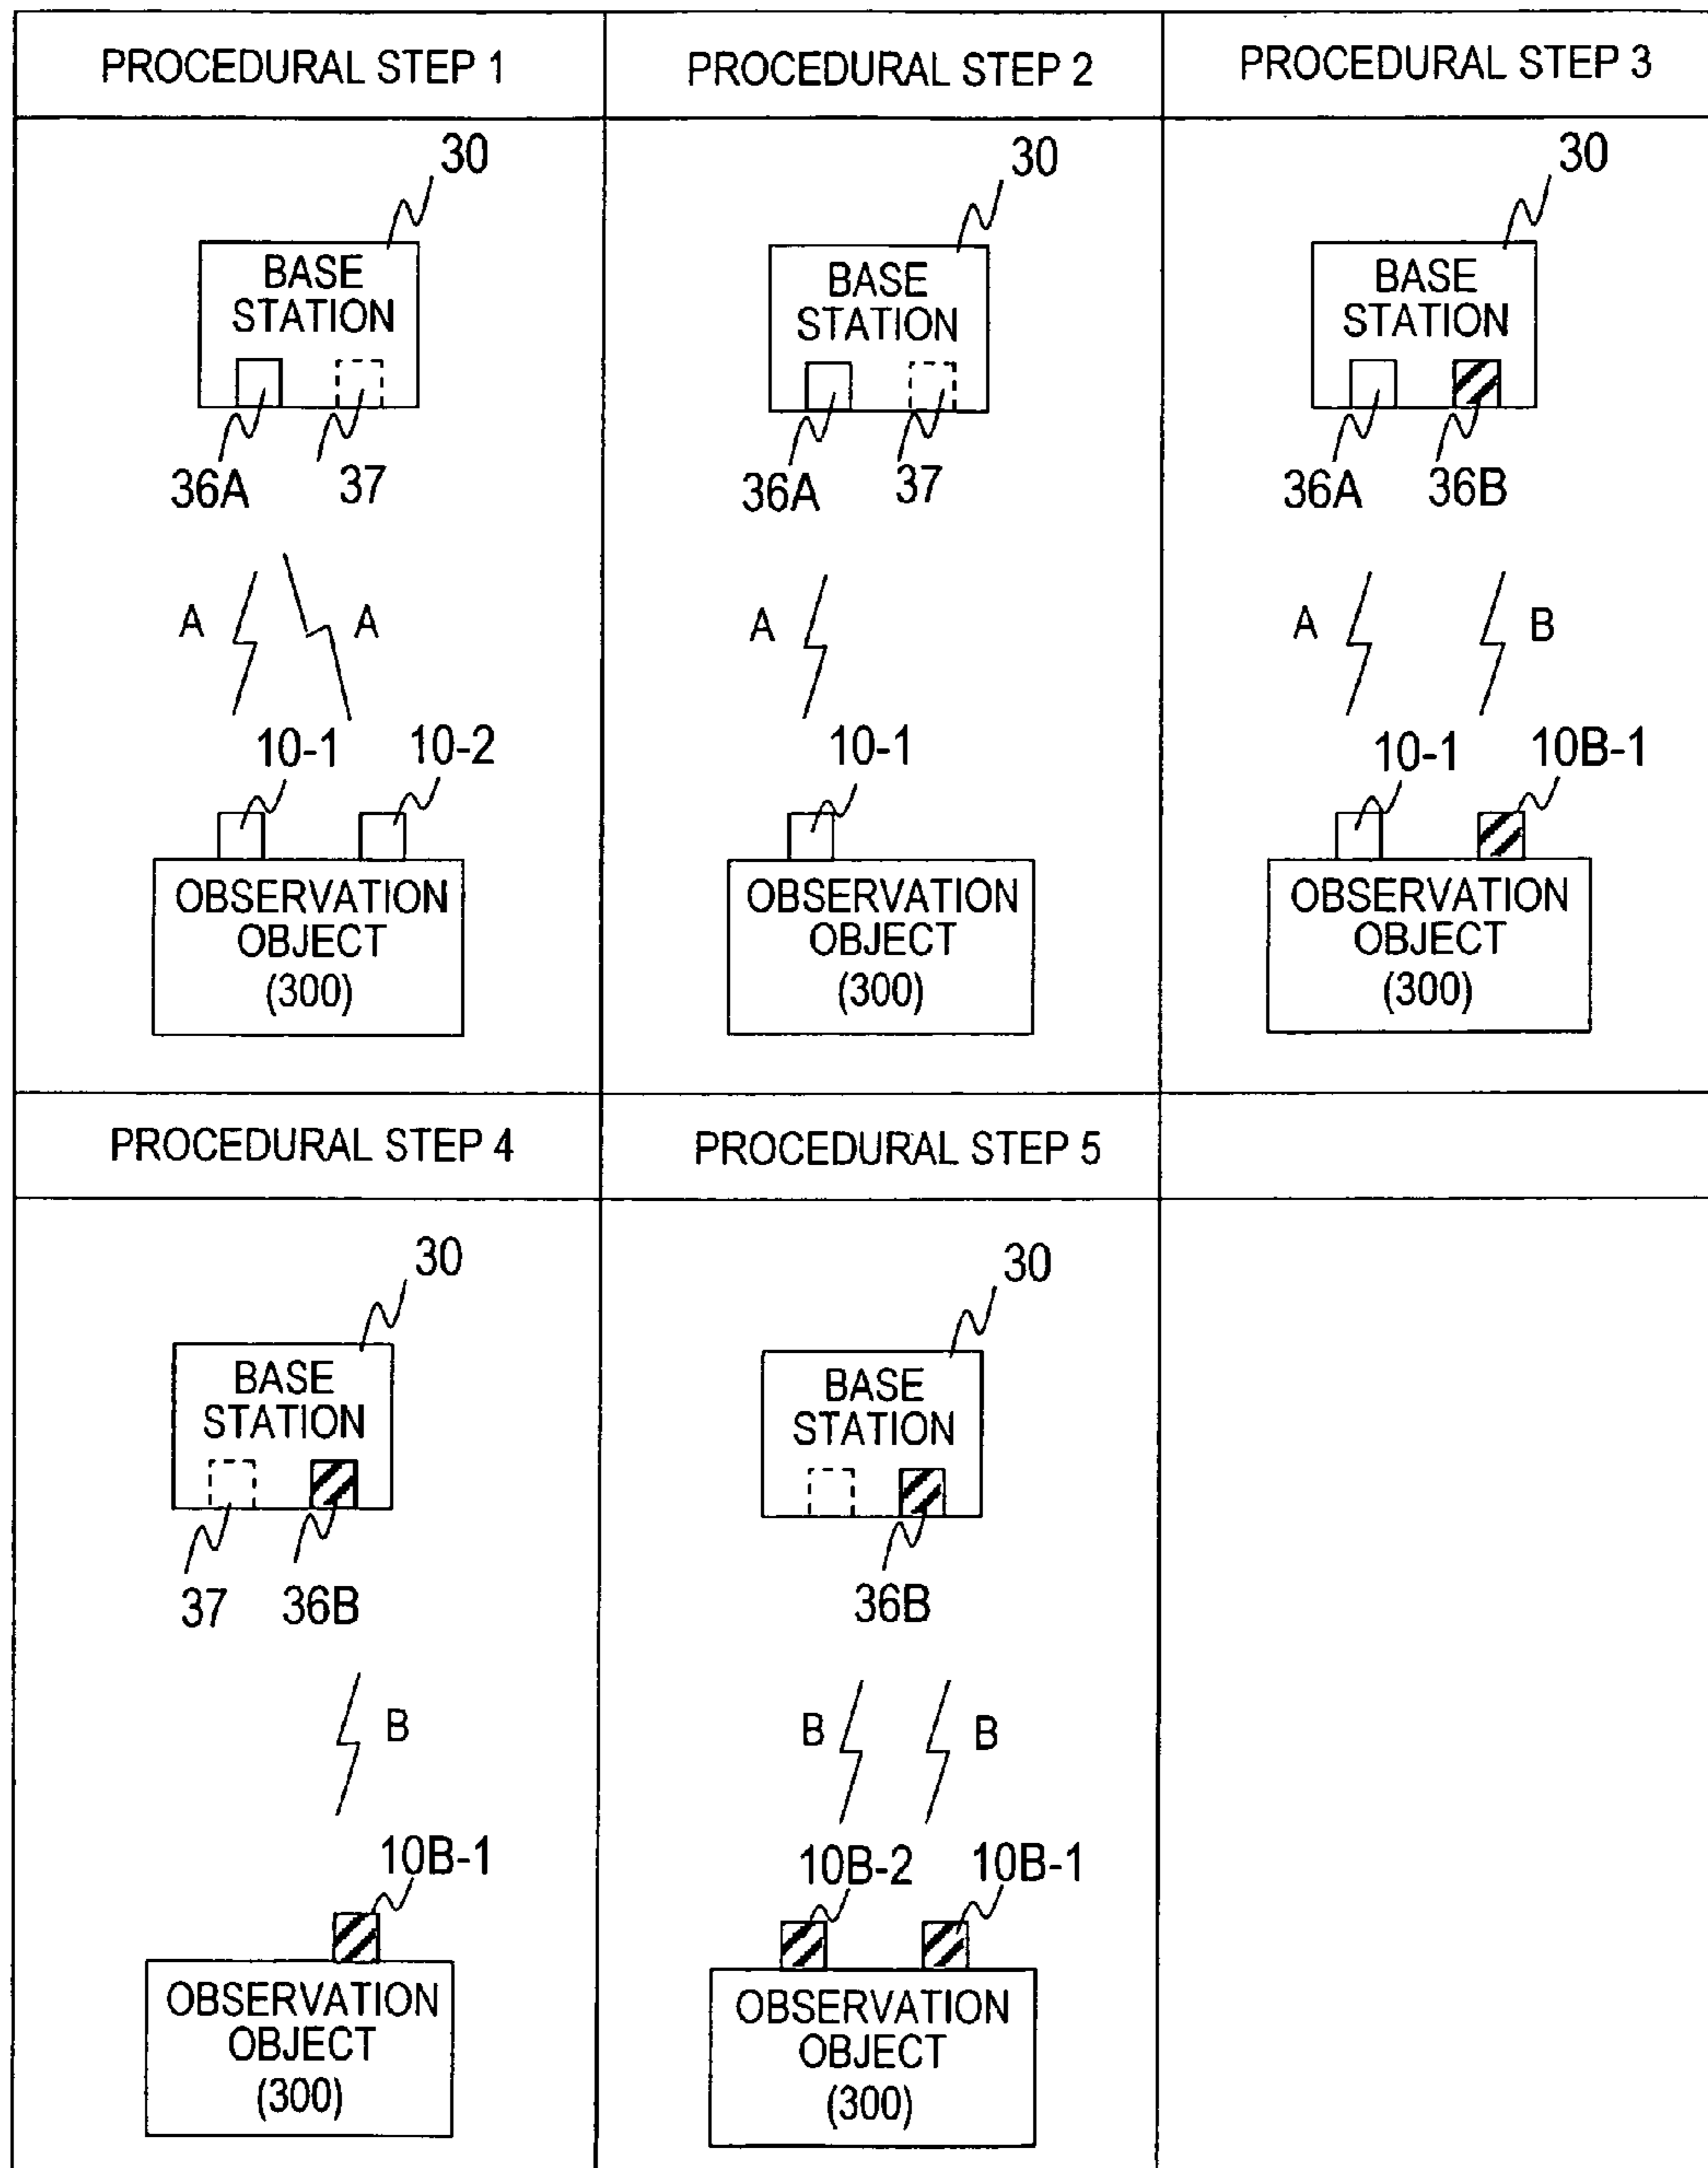 PROCEDURAL STEP 1
PROCEDURAL STEP 2
PROCEDURAL STEP 3
30
BASE
STATION
36A
37
A
A
10-1
10-2
OBSERVATION
OBJECT
(300)
30
BASE
STATION
36A
37
A
10-1
OBSERVATION
OBJECT
(300)
30
BASE
STATION
36A
36B
A
B
10-1
10B-1
OBSERVATION
OBJECT
(300)
PROCEDURAL STEP 4
PROCEDURAL STEP 5
30
BASE
STATION
37
36B
B
10B-1
OBSERVATION
OBJECT
(300)
30
BASE
STATION
36B
B
B
10B-2
10B-1
OBSERVATION
OBJECT
(300)